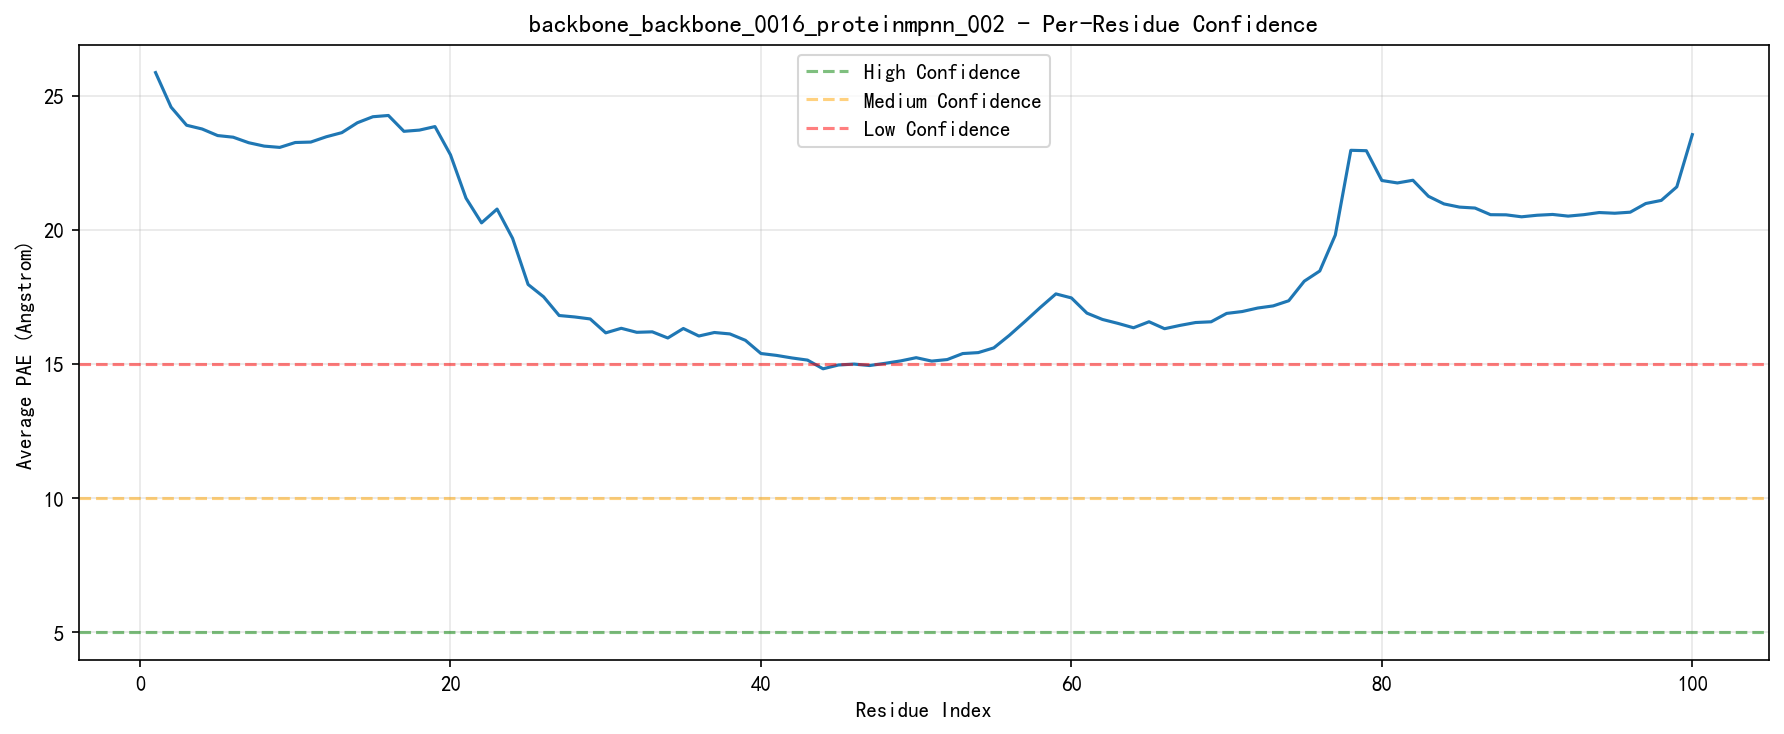 backbone_backbone_0016_proteinmpnn_002 - Per-Residue Confidence
High Confidence
Medium Confidence
Low Confidence
Average PAE (Angstrom)
25
20
15
10
5
0 20 40 60 80 100
Residue Index